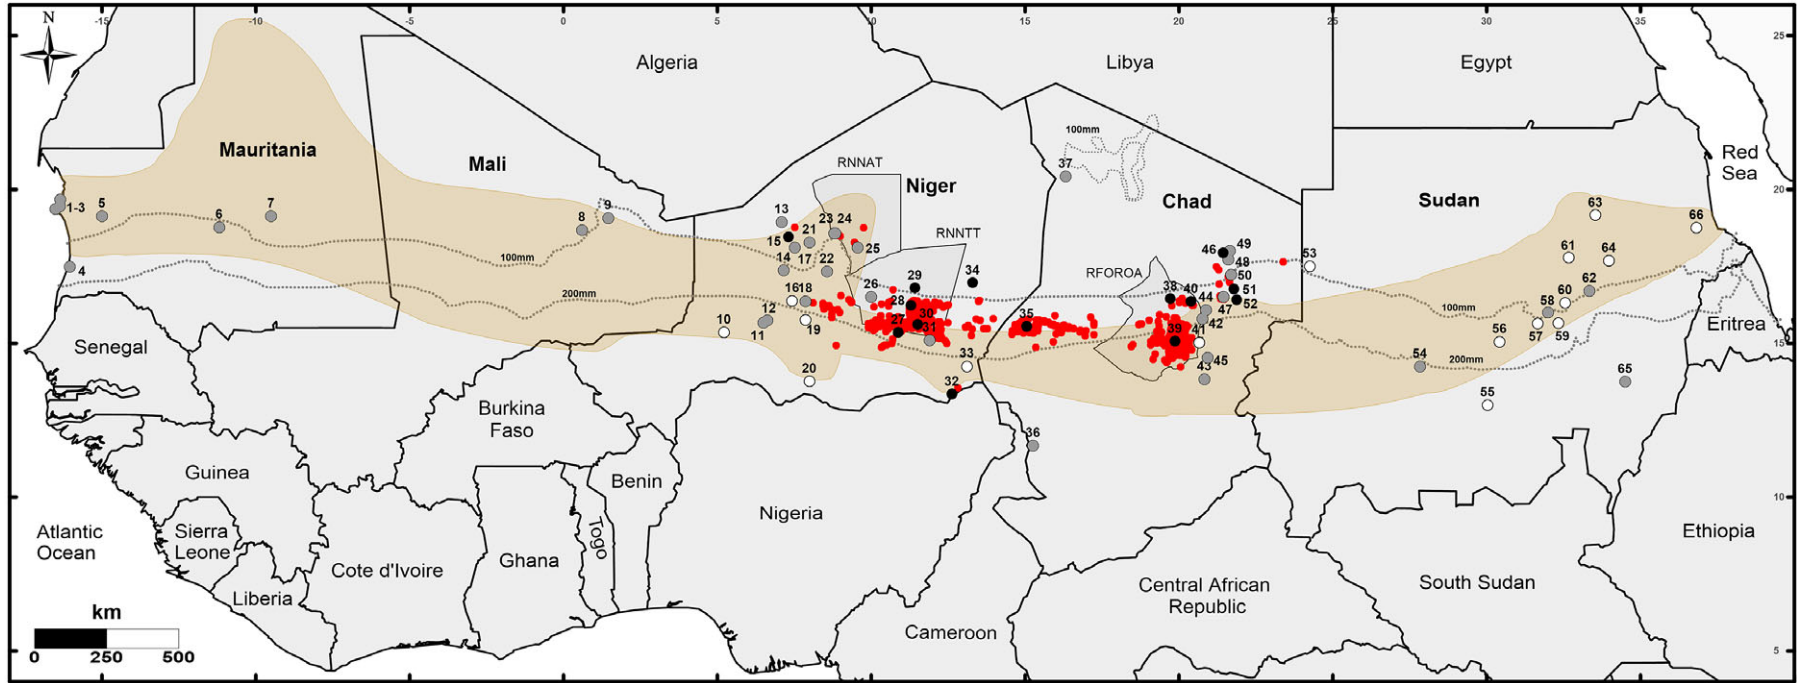 N
-15
-10
-5
0
5
10
15
20
25
30
35
25
Algeria
Libya
Egypt
100mm
Mauritania
Mali
RNNAT
Niger
37
Chad
Sudan
Red
Sea
20
1-3
5
6
7
8
9
13
15
14
17
21
22
23
24
25
RNNTT
4
100mm
200mm
16
18
19
12
11
10
20
26
29
28
27
30
31
34
33
32
35
36
RFOROA
38
40
39
41
44
42
47
43
45
46
49
48
50
51
52
53
63
66
61
64
62
60
58
57
59
56
100mm
200mm
54
55
65
Eritrea
15
Senegal
Burkina
Faso
Guinea
Benin
Nigeria
10
Atlantic
Ocean
Sierra
Leone
Togo
Ghana
Cote d'Ivoire
Liberia
Cameroon
Central African
Republic
South Sudan
Ethiopia
5
km
0
250
500